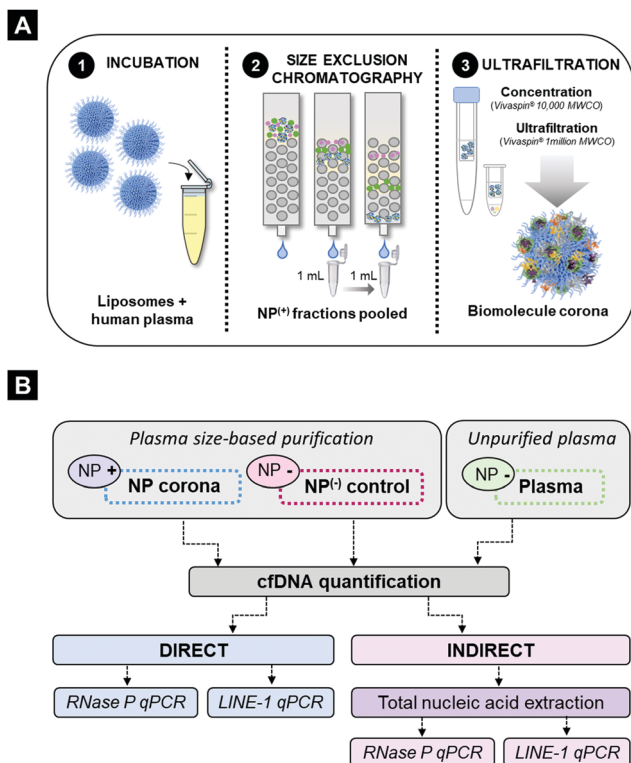 A
1 INCUBATION
Liposomes +
human plasma
2 SIZE EXCLUSION
CHROMATOGRAPHY
1 mL 1 mL
NP(+) fractions pooled
3 ULTRAFILTRATION
Concentration
(Vivaspin® 10,000 MWCO)
Ultrafiltration
(Vivaspin® 1million MWCO)
Biomolecule corona
B
Plasma size-based purification
NP +
NP corona
NP -
NP(-) control
Unpurified plasma
NP -
Plasma
cfDNA quantification
DIRECT
INDIRECT
RNase P qPCR
LINE-1 qPCR
Total nucleic acid extraction
RNase P qPCR
LINE-1 qPCR